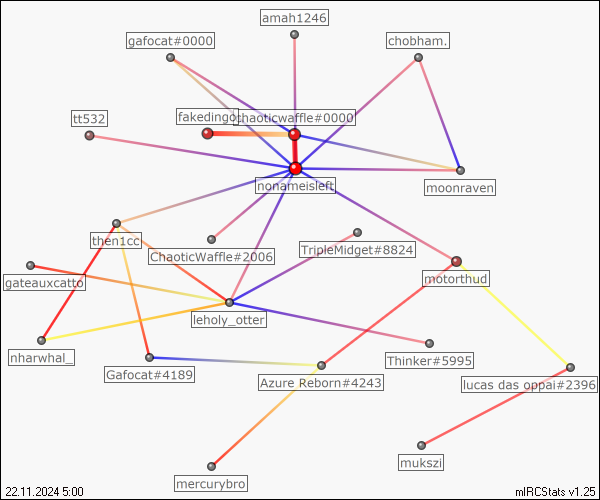 amah1246
gafocat#0000
chobham.
tt532
fakedingo
chaoticwaffle#0000
nonameisleft
moonraven
then1cc
ChaoticWaffle#2006
TripleMidget#8824
gateauxcatto
motorthud
leholy_otter
nharwhal_
Gafocat#4189
Azure Reborn#4243
Thinker#5995
lucas das oppai#2396
mukszi
mercurybro
22.11.2024 5:00
mIRCStats v1.25